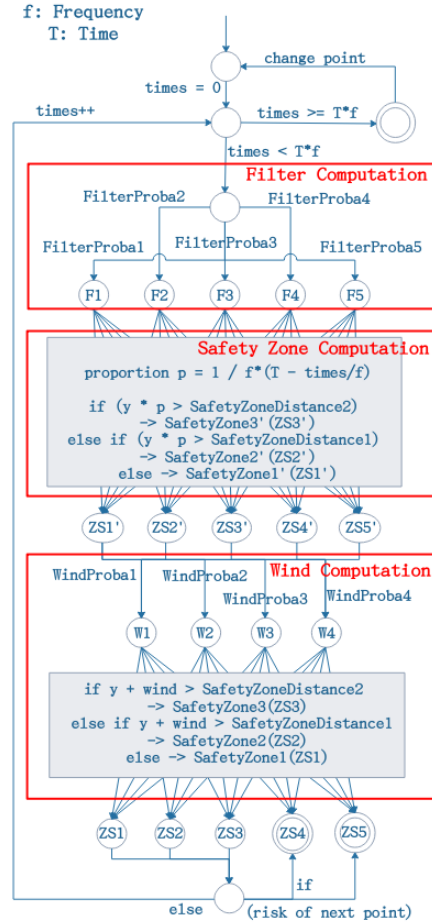 f: Frequency
T: Time
change point
times = 0
times++
times >= T*f
times < T*f
Filter Computation
FilterProba2
FilterProba4
FilterProba3
FilterProba1
FilterProba5
F1 F2 F3 F4 F5
Safety Zone Computation
proportion p = 1 / f*(T - times/f)
if (y * p > SafetyZoneDistance2)
-> SafetyZone3'(ZS3')
else if (y * p > SafetyZoneDistance1)
-> SafetyZone2'(ZS2')
else -> SafetyZone1'(ZS1')
ZS1' ZS2' ZS3' ZS4' ZS5'
Wind Computation
WindProba1
WindProba2
WindProba3
WindProba4
W1 W2 W3 W4
if y + wind > SafetyZoneDistance2
-> SafetyZone3(ZS3)
else if y + wind > SafetyZoneDistance1
-> SafetyZone2(ZS2)
else -> SafetyZone1(ZS1)
ZS1 ZS2 ZS3 ZS4 ZS5
if
else
(risk of next point)